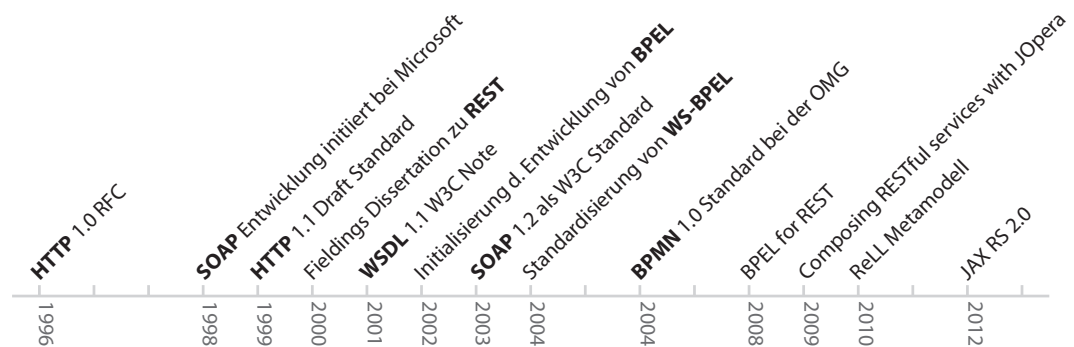 HTTP 1.0 RFC
SOAP Entwicklung initiiert bei Microsoft
HTTP 1.1 Draft Standard
Fieldings Dissertation zu REST
WSDL 1.1 W3C Note
Initialisierung d. Entwicklung von BPEL
SOAP 1.2 als W3C Standard
Standardisierung von WS-BPEL
BPMN 1.0 Standard bei der OMG
BPEL for REST
Composing RESTful services with JOpera
ReLL Metamodell
JAX RS 2.0
1996
1998
1999
2000
2001
2002
2003
2004
2004
2008
2009
2010
2012